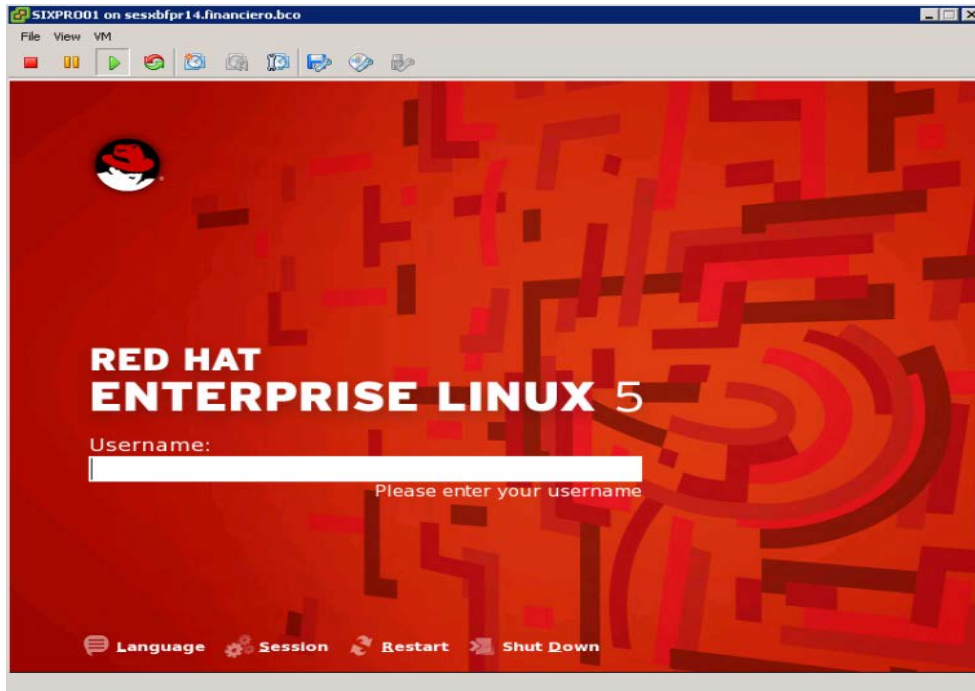 SIXPRO01 on sesxbfpr14.financiero.bco
File View VM
RED HAT
ENTERPRISE LINUX 5
Username:
Please enter your username
Language Session Restart Shut Down